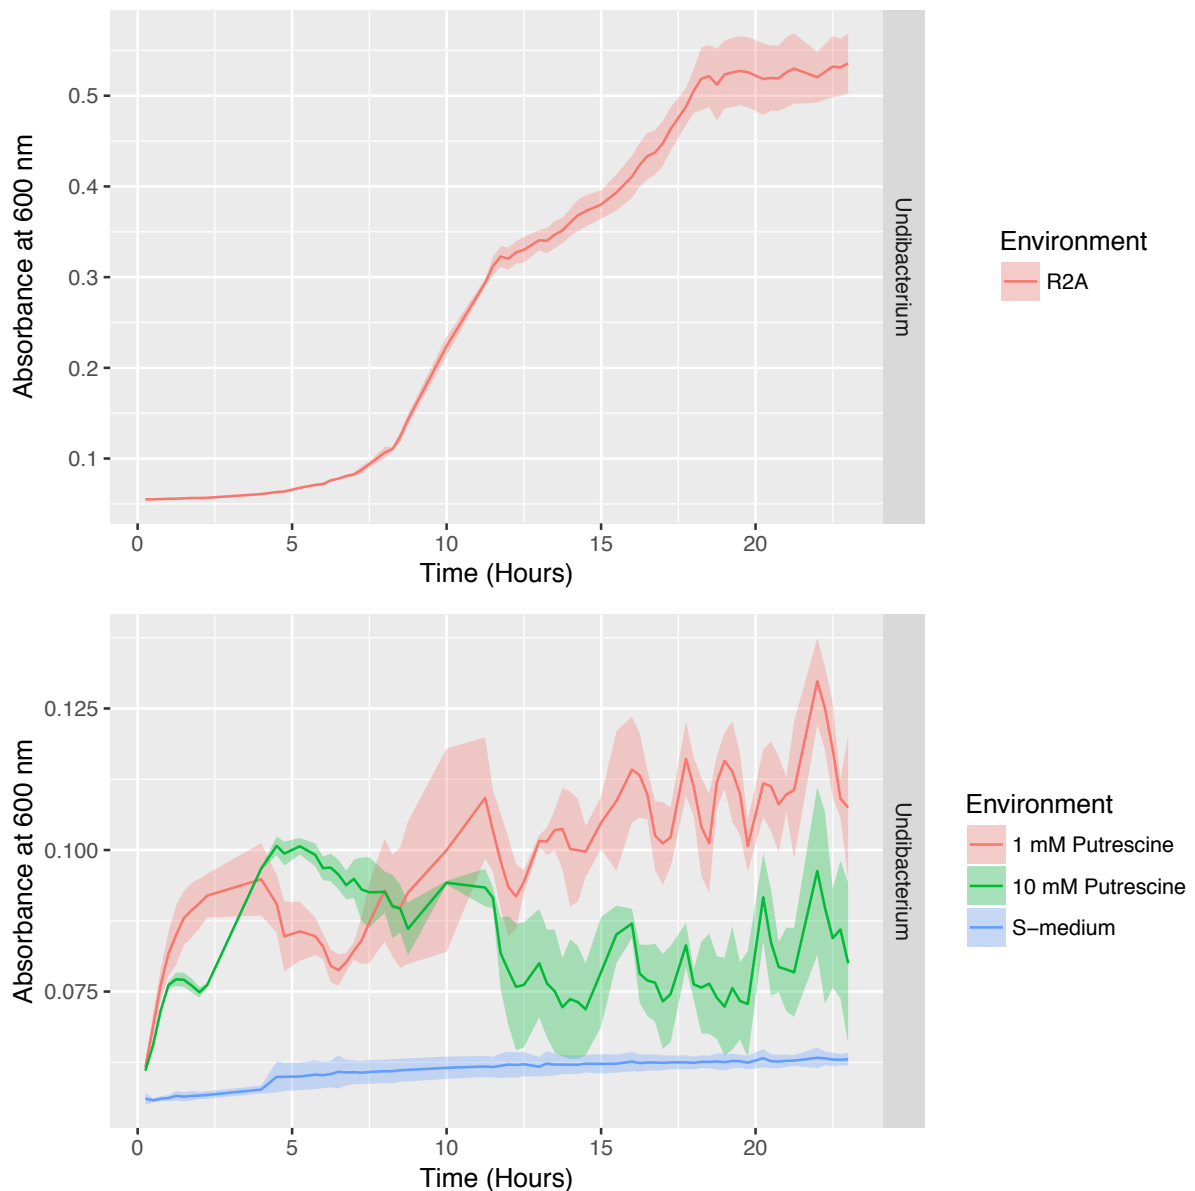 Absorbance at 600 nm
0.5
0.4
0.3
0.2
0.1
0 5 10 15 20
Time (Hours)
Undibacterium
Environment
R2A
Absorbance at 600 nm
0.125
0.100
0.075
0 5 10 15 20
Time (Hours)
Undibacterium
Environment
1 mM Putrescine
10 mM Putrescine
S−medium